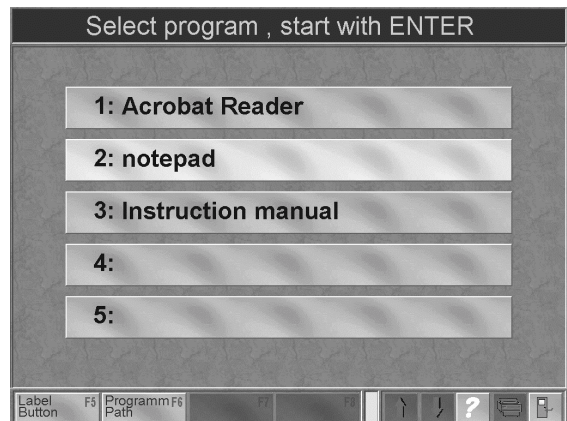 Select program , start with ENTER
1: Acrobat Reader
2: notepad
3: Instruction manual
4:
5:
Label Button F5
Programm Path F6
F7
F8
?